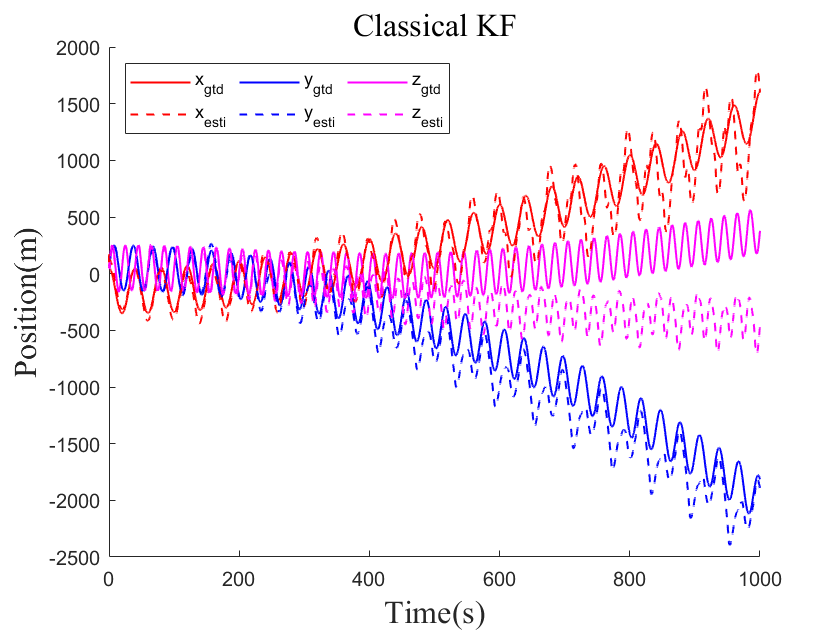 Classical KF
2000
1500
1000
500
0
-500
-1000
-1500
-2000
-2500
Position(m)
x_gtd y_gtd z_gtd
x_esti y_esti z_esti
0 200 400 600 800 1000
Time(s)